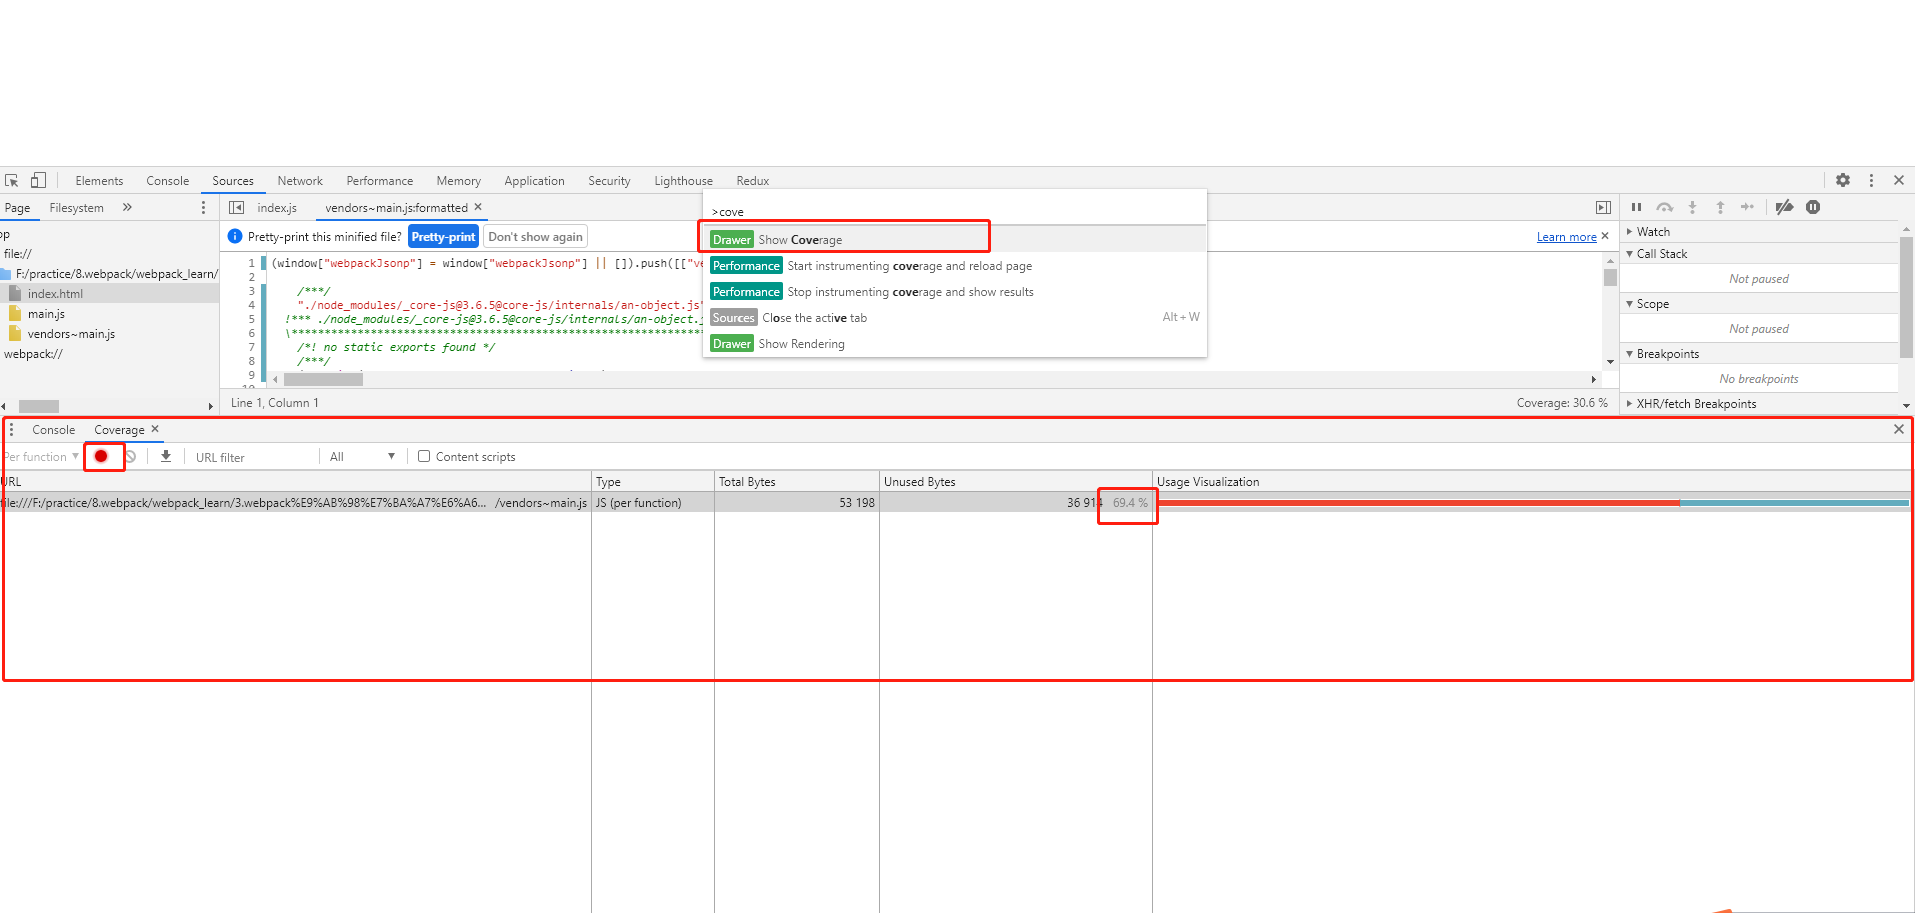 Elements Console Sources Network Performance Memory Application Security Lighthouse Redux
Page Filesystem »
index.js vendors~main.js:formatted ×
>cove
Pretty-print this minified file? Pretty-print Don't show again
Learn more ×
Drawer Show Coverage
Performance Start instrumenting coverage and reload page
Performance Stop instrumenting coverage and show results
Sources Close the active tab Alt + W
Drawer Show Rendering
op
file://
F:/practice/8.webpack/webpack_learn/
index.html
main.js
vendors~main.js
webpack://
1 (window["webpackJsonp"] = window["webpackJsonp"] || []).push([["ve
2
3 /***/
4 "./node_modules/_core-js@3.6.5@core-js/internals/an-object.js"
5 !*** ./node_modules/_core-js@3.6.5@core-js/internals/an-object.j
6 \***************************************************************
7 /*! no static exports found */
8 /***/
9
10
Line 1, Column 1
Coverage: 30.6 %
Watch
Call Stack
Not paused
Scope
Not paused
Breakpoints
No breakpoints
XHR/fetch Breakpoints
Console Coverage ×
Per function URL filter All Content scripts
URL Type Total Bytes Unused Bytes Usage Visualization
file:///F:/practice/8.webpack/webpack_learn/3.webpack%E9%AB%98%E7%BA%A7%E6%A6... /vendors~main.js JS (per function) 53 198 36 914 69.4 %